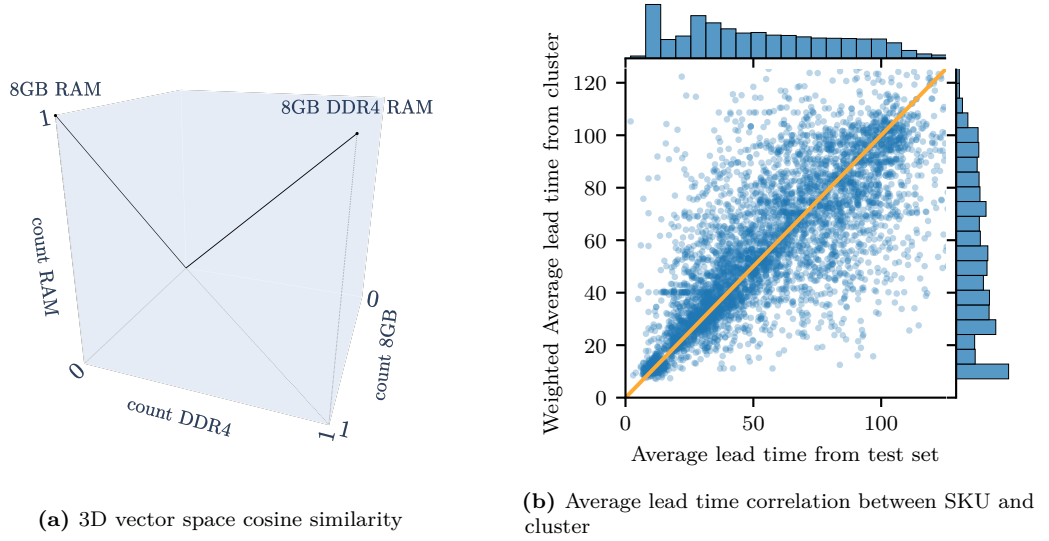 8GB RAM
8GB DDR4 RAM
1
count RAM
0
count DDR4
1
1
count 8GB
0
Weighted Average lead time from cluster
120
100
80
60
40
20
0
0
50
100
Average lead time from test set
(a) 3D vector space cosine similarity
(b) Average lead time correlation between SKU and
cluster